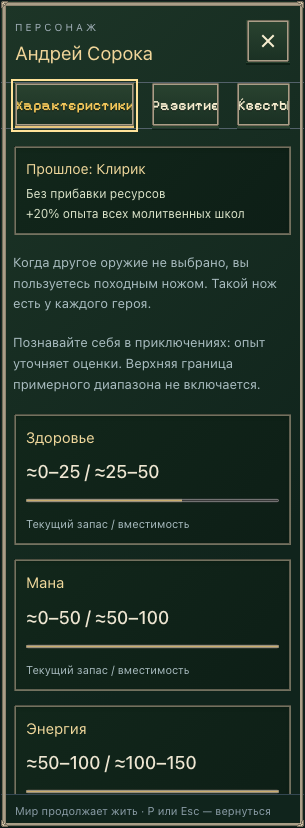 ПЕРСОНАЖ
Андрей Сорока
×
Характеристики Развитие Квесты
Прошлое: Клирик
Без прибавки ресурсов
+20% опыта всех молитвенных школ
Когда другое оружие не выбрано, вы
пользуетесь походным ножом. Такой нож
есть у каждого героя.
Познавайте себя в приключениях: опыт
уточняет оценки. Верхняя граница
примерного диапазона не включается.
Здоровье
≈0–25 / ≈25–50
Текущий запас / вместимость
Мана
≈0–50 / ≈50–100
Текущий запас / вместимость
Энергия
≈50–100 / ≈100–150
Мир продолжает жить · P или Esc — вернуться